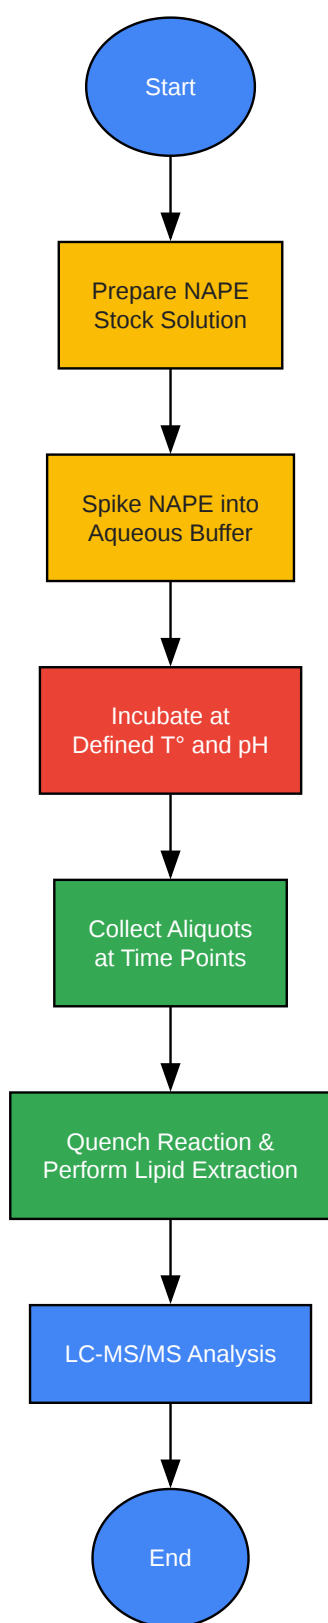 Start
Prepare NAPE
Stock Solution
Spike NAPE into
Aqueous Buffer
Incubate at
Defined T° and pH
Collect Aliquots
at Time Points
Quench Reaction &
Perform Lipid Extraction
LC-MS/MS Analysis
End